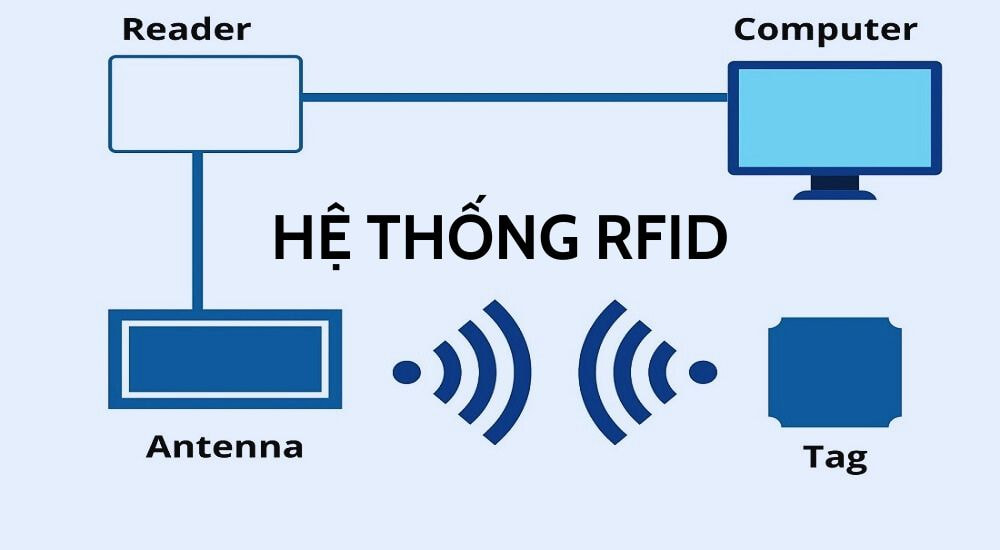 Reader
Computer
HỆ THỐNG RFID
Antenna
Tag